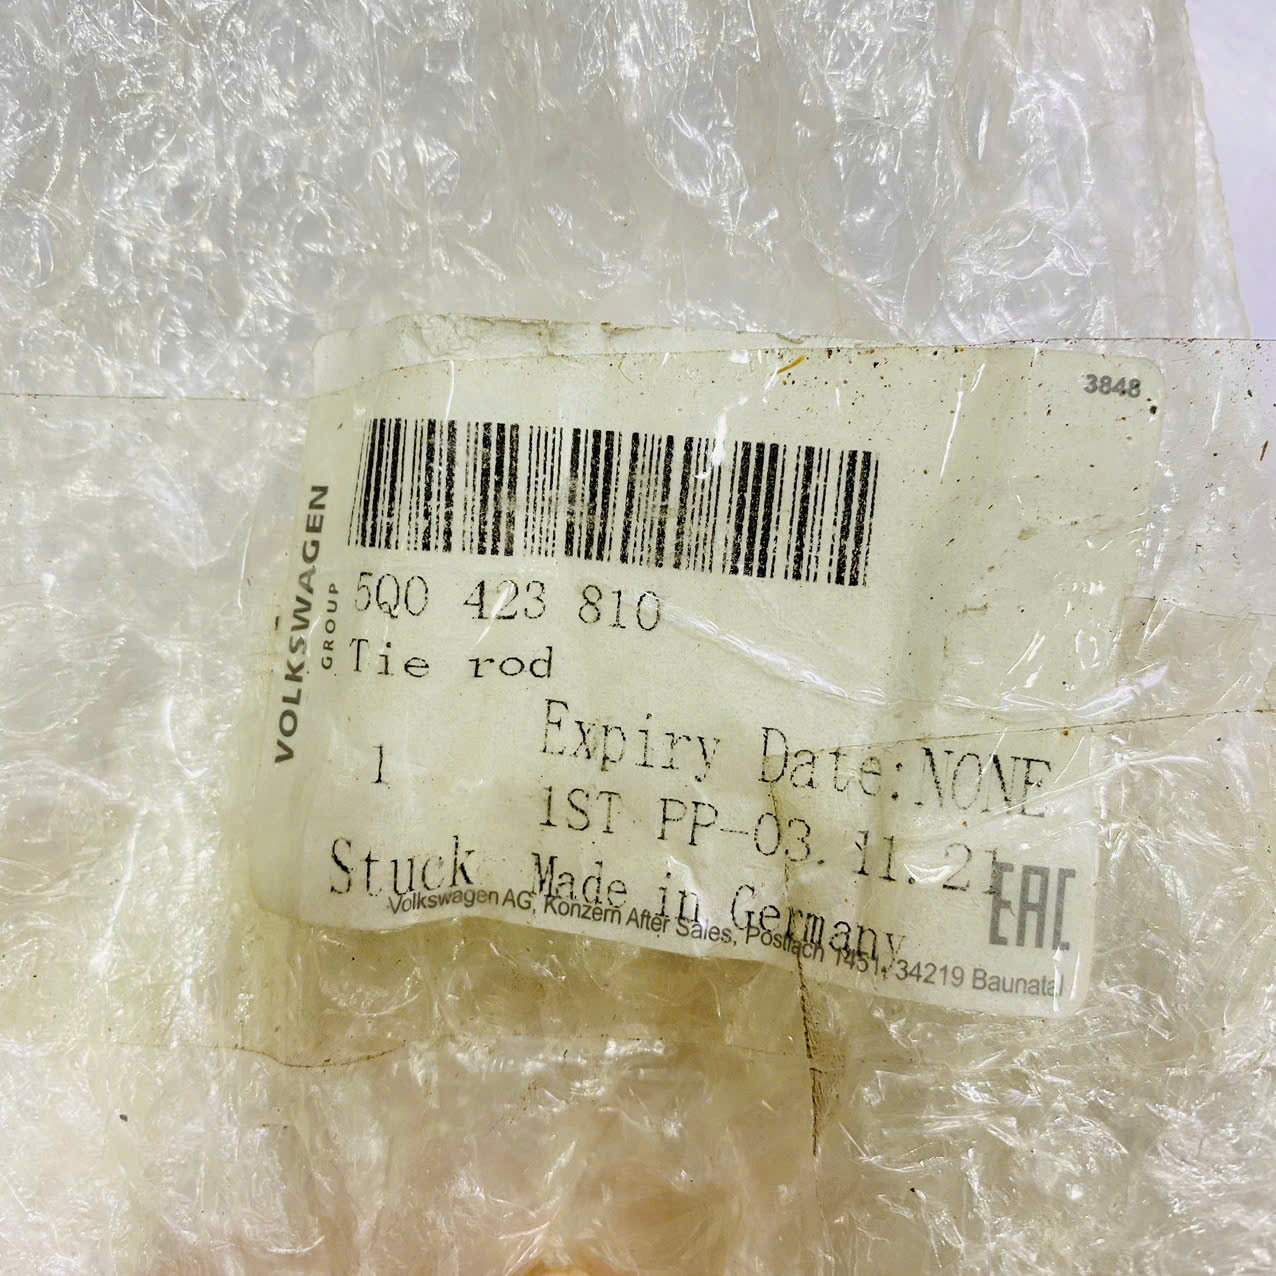 3848
VOLKSWAGEN
GROUP
5Q0 423 810
Tie rod
Expiry Date:NONE
1
1ST PP-03.11.21
Stuck Made in Germany
EAC
Volkswagen AG, Konzern After Sales, Postfach 1451, 34219 Baunatal